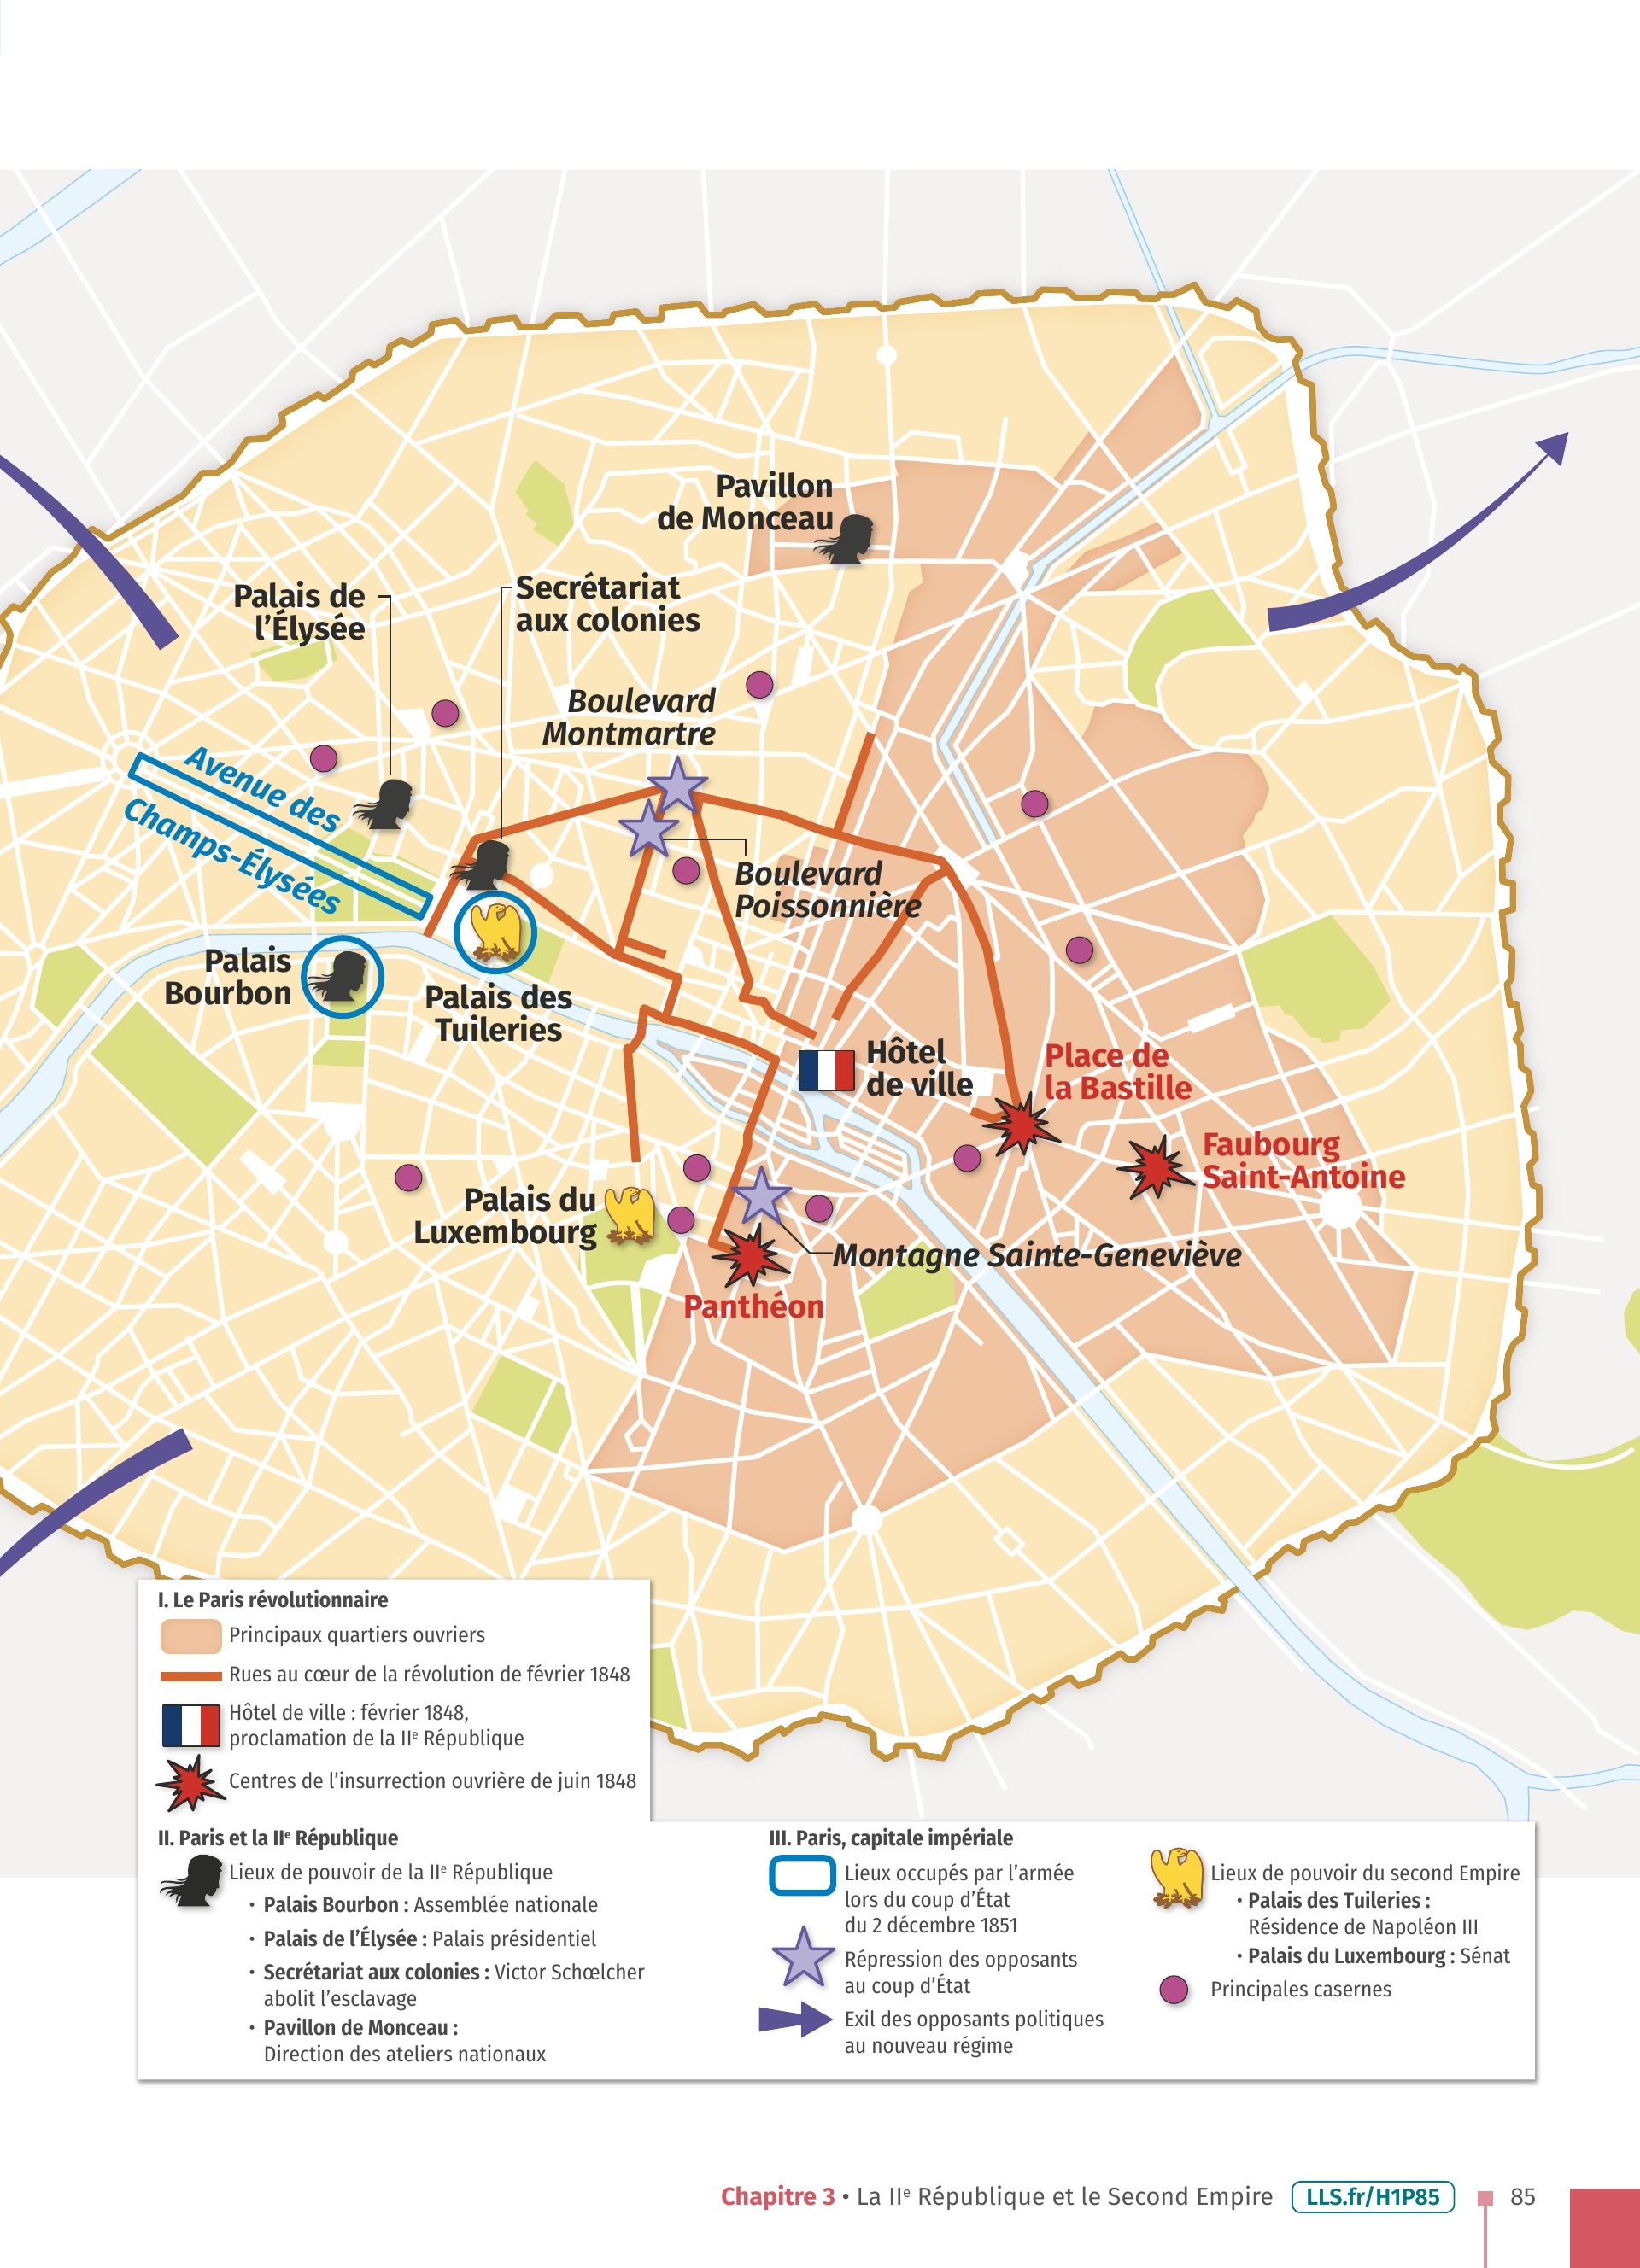 Pavillon
de Monceau
Palais de
l'Élysée
Secrétariat
aux colonies
Boulevard
Montmartre
Avenue des
Champs-Élysées
Boulevard
Poissonnière
Palais
Bourbon
Palais des
Tuileries
Hôtel
de ville
Place de
la Bastille
Faubourg
Saint-Antoine
Palais du
Luxembourg
Montagne Sainte-Geneviève
Panthéon
I. Le Paris révolutionnaire
Principaux quartiers ouvriers
Rues au cœur de la révolution de février 1848
Hôtel de ville : février 1848,
proclamation de la IIe République
Centres de l'insurrection ouvrière de juin 1848
II. Paris et la IIe République
Lieux de pouvoir de la IIe République
• Palais Bourbon : Assemblée nationale
• Palais de l'Élysée : Palais présidentiel
• Secrétariat aux colonies : Victor Schœlcher
abolit l'esclavage
• Pavillon de Monceau :
Direction des ateliers nationaux
III. Paris, capitale impériale
Lieux occupés par l'armée
lors du coup d'État
du 2 décembre 1851
Répression des opposants
au coup d'État
Exil des opposants politiques
au nouveau régime
Lieux de pouvoir du second Empire
• Palais des Tuileries :
Résidence de Napoléon III
• Palais du Luxembourg : Sénat
Principales casernes
Chapitre 3 • La IIe République et le Second Empire LLS.fr/H1P85 85